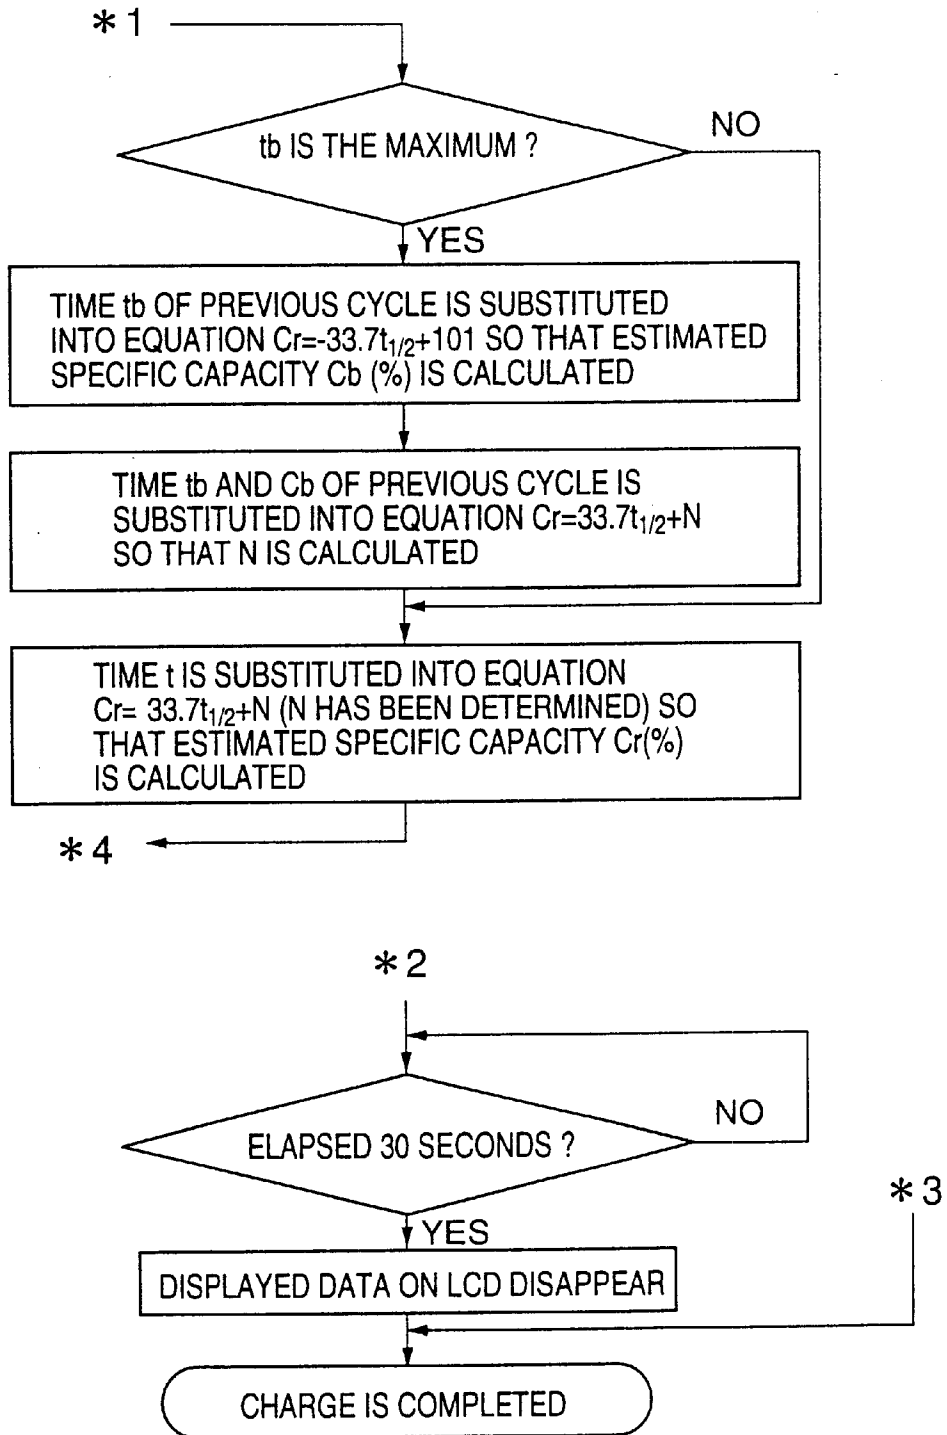 *1
tb IS THE MAXIMUM ?
NO
YES
TIME tb OF PREVIOUS CYCLE IS SUBSTITUTED
INTO EQUATION Cr=-33.7t1/2+101 SO THAT ESTIMATED
SPECIFIC CAPACITY Cb (%) IS CALCULATED
TIME tb AND Cb OF PREVIOUS CYCLE IS
SUBSTITUTED INTO EQUATION Cr=33.7t1/2+N
SO THAT N IS CALCULATED
TIME t IS SUBSTITUTED INTO EQUATION
Cr= 33.7t1/2+N (N HAS BEEN DETERMINED) SO
THAT ESTIMATED SPECIFIC CAPACITY Cr(%)
IS CALCULATED
*4
*2
ELAPSED 30 SECONDS ?
NO
*3
YES
DISPLAYED DATA ON LCD DISAPPEAR
CHARGE IS COMPLETED